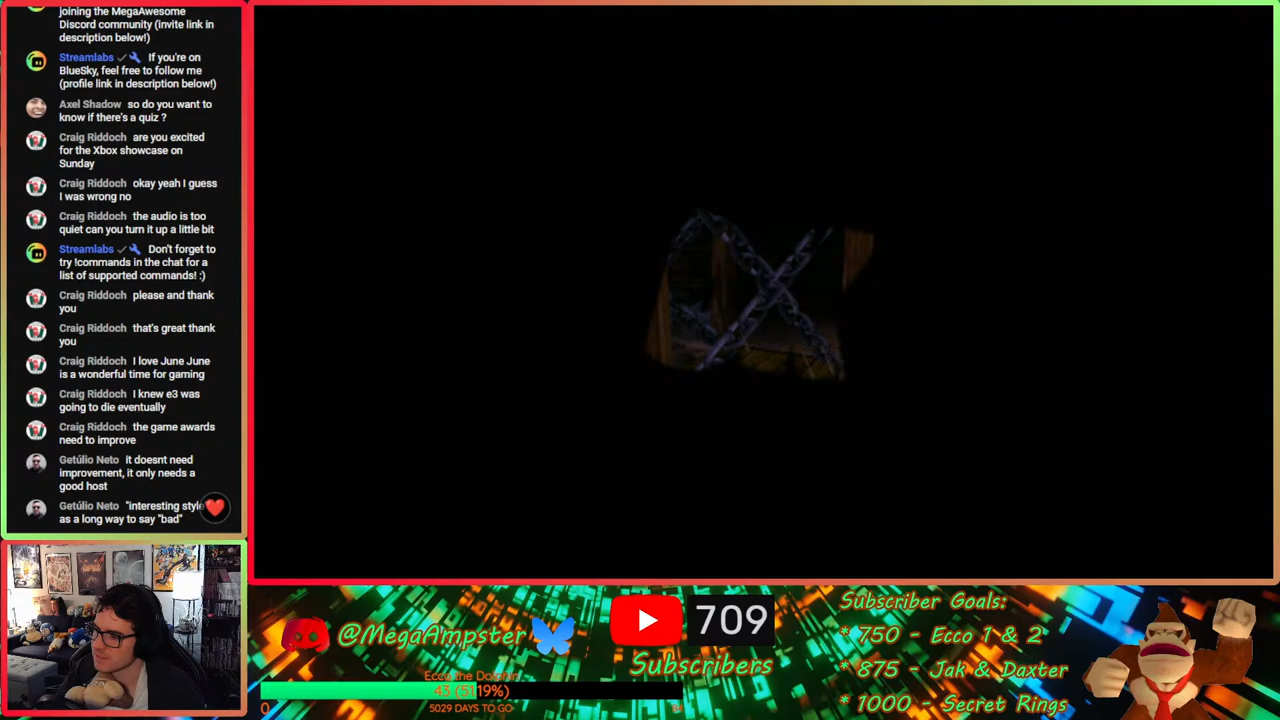 joining the MegaAwesome
Discord community (invite link in
description below!)
Streamlabs If you're on
BlueSky, feel free to follow me
(profile link in description below!)
Axel Shadow so do you want to
know if there's a quiz ?
Craig Riddoch are you excited
for the Xbox showcase on
Sunday
Craig Riddoch okay yeah I guess
I was wrong no
Craig Riddoch the audio is too
quiet can you turn it up a little bit
Streamlabs Don't forget to
try !commands in the chat for a
list of supported commands! :)
Craig Riddoch please and thank
you
Craig Riddoch that's great thank
you
Craig Riddoch I love June June
is a wonderful time for gaming
Craig Riddoch I knew e3 was
going to die eventually
Craig Riddoch the game awards
need to improve
Getúlio Neto it doesnt need
improvement, it only needs a
good host
Getúlio Neto "interesting style
as a long way to say "bad"
@MegaAmpster
Ecco the Dolphin
43 (51.19%)
0
5029 DAYS TO GO
709
Subscribers
Subscriber Goals:
* 750 - Ecco 1 & 2
* 875 - Jak & Daxter
* 1000 - Secret Rings